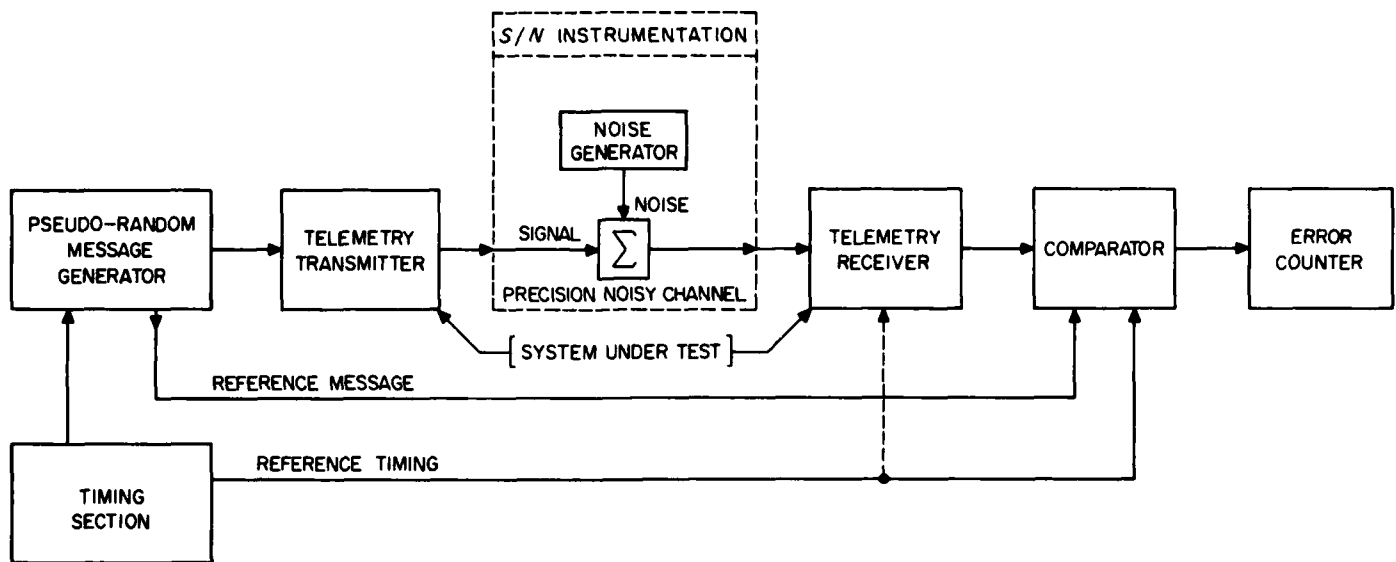 S/N INSTRUMENTATION
NOISE
GENERATOR
NOISE
PSEUDO-RANDOM
MESSAGE
GENERATOR
TELEMETRY
TRANSMITTER
SIGNAL
Σ
PRECISION NOISY CHANNEL
TELEMETRY
RECEIVER
COMPARATOR
ERROR
COUNTER
[SYSTEM UNDER TEST]
REFERENCE MESSAGE
REFERENCE TIMING
TIMING
SECTION